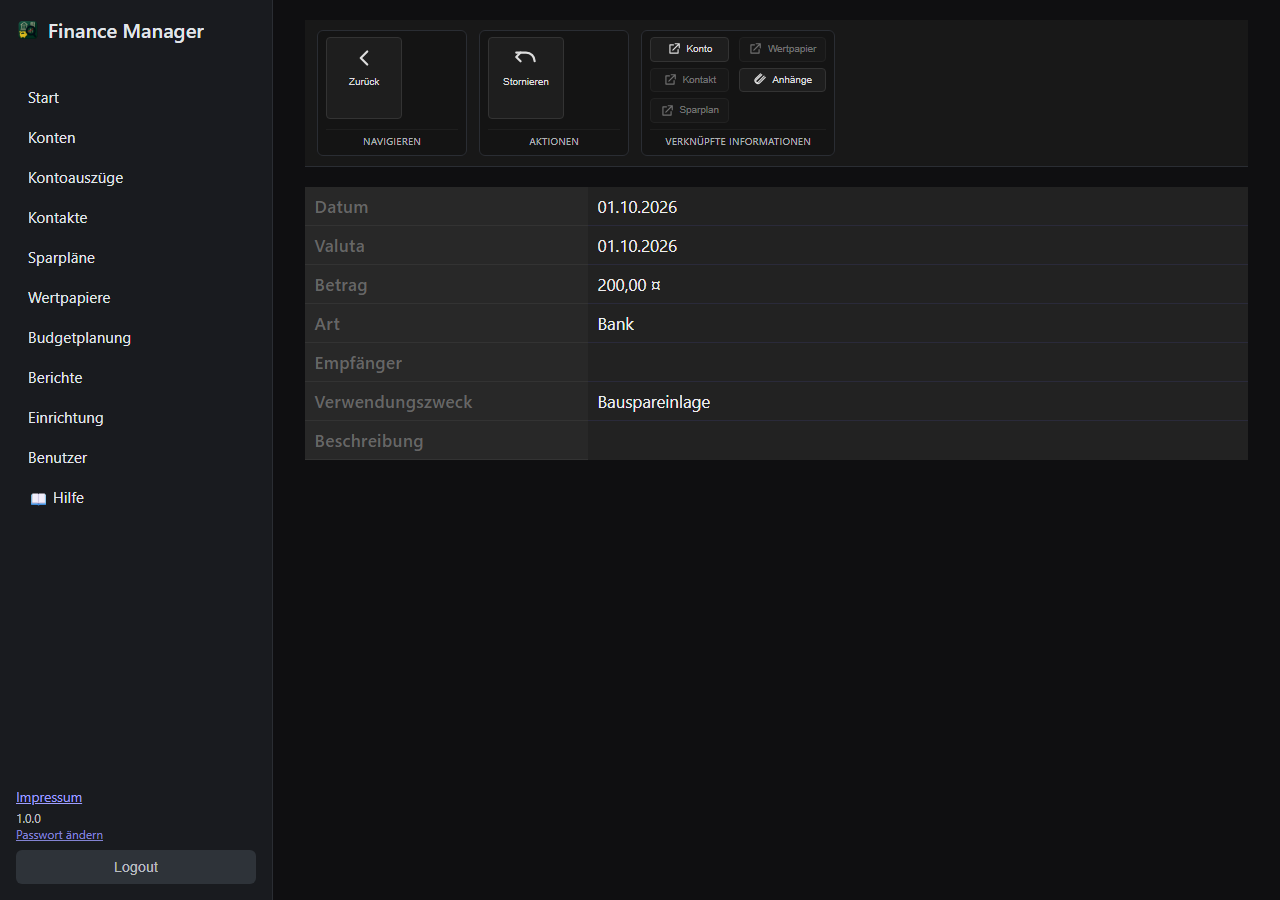 Finance Manager
Start
Konten
Kontoauszüge
Kontakte
Sparpläne
Wertpapiere
Budgetplanung
Berichte
Einrichtung
Benutzer
Hilfe
Impressum
1.0.0
Passwort ändern
Logout
Zurück
NAVIGIEREN
Stornieren
AKTIONEN
Konto Wertpapier
Kontakt Anhänge
Sparplan
VERKNÜPFTE INFORMATIONEN
Datum 01.10.2026
Valuta 01.10.2026
Betrag 200,00 ¤
Art Bank
Empfänger
Verwendungszweck Bauspareinlage
Beschreibung